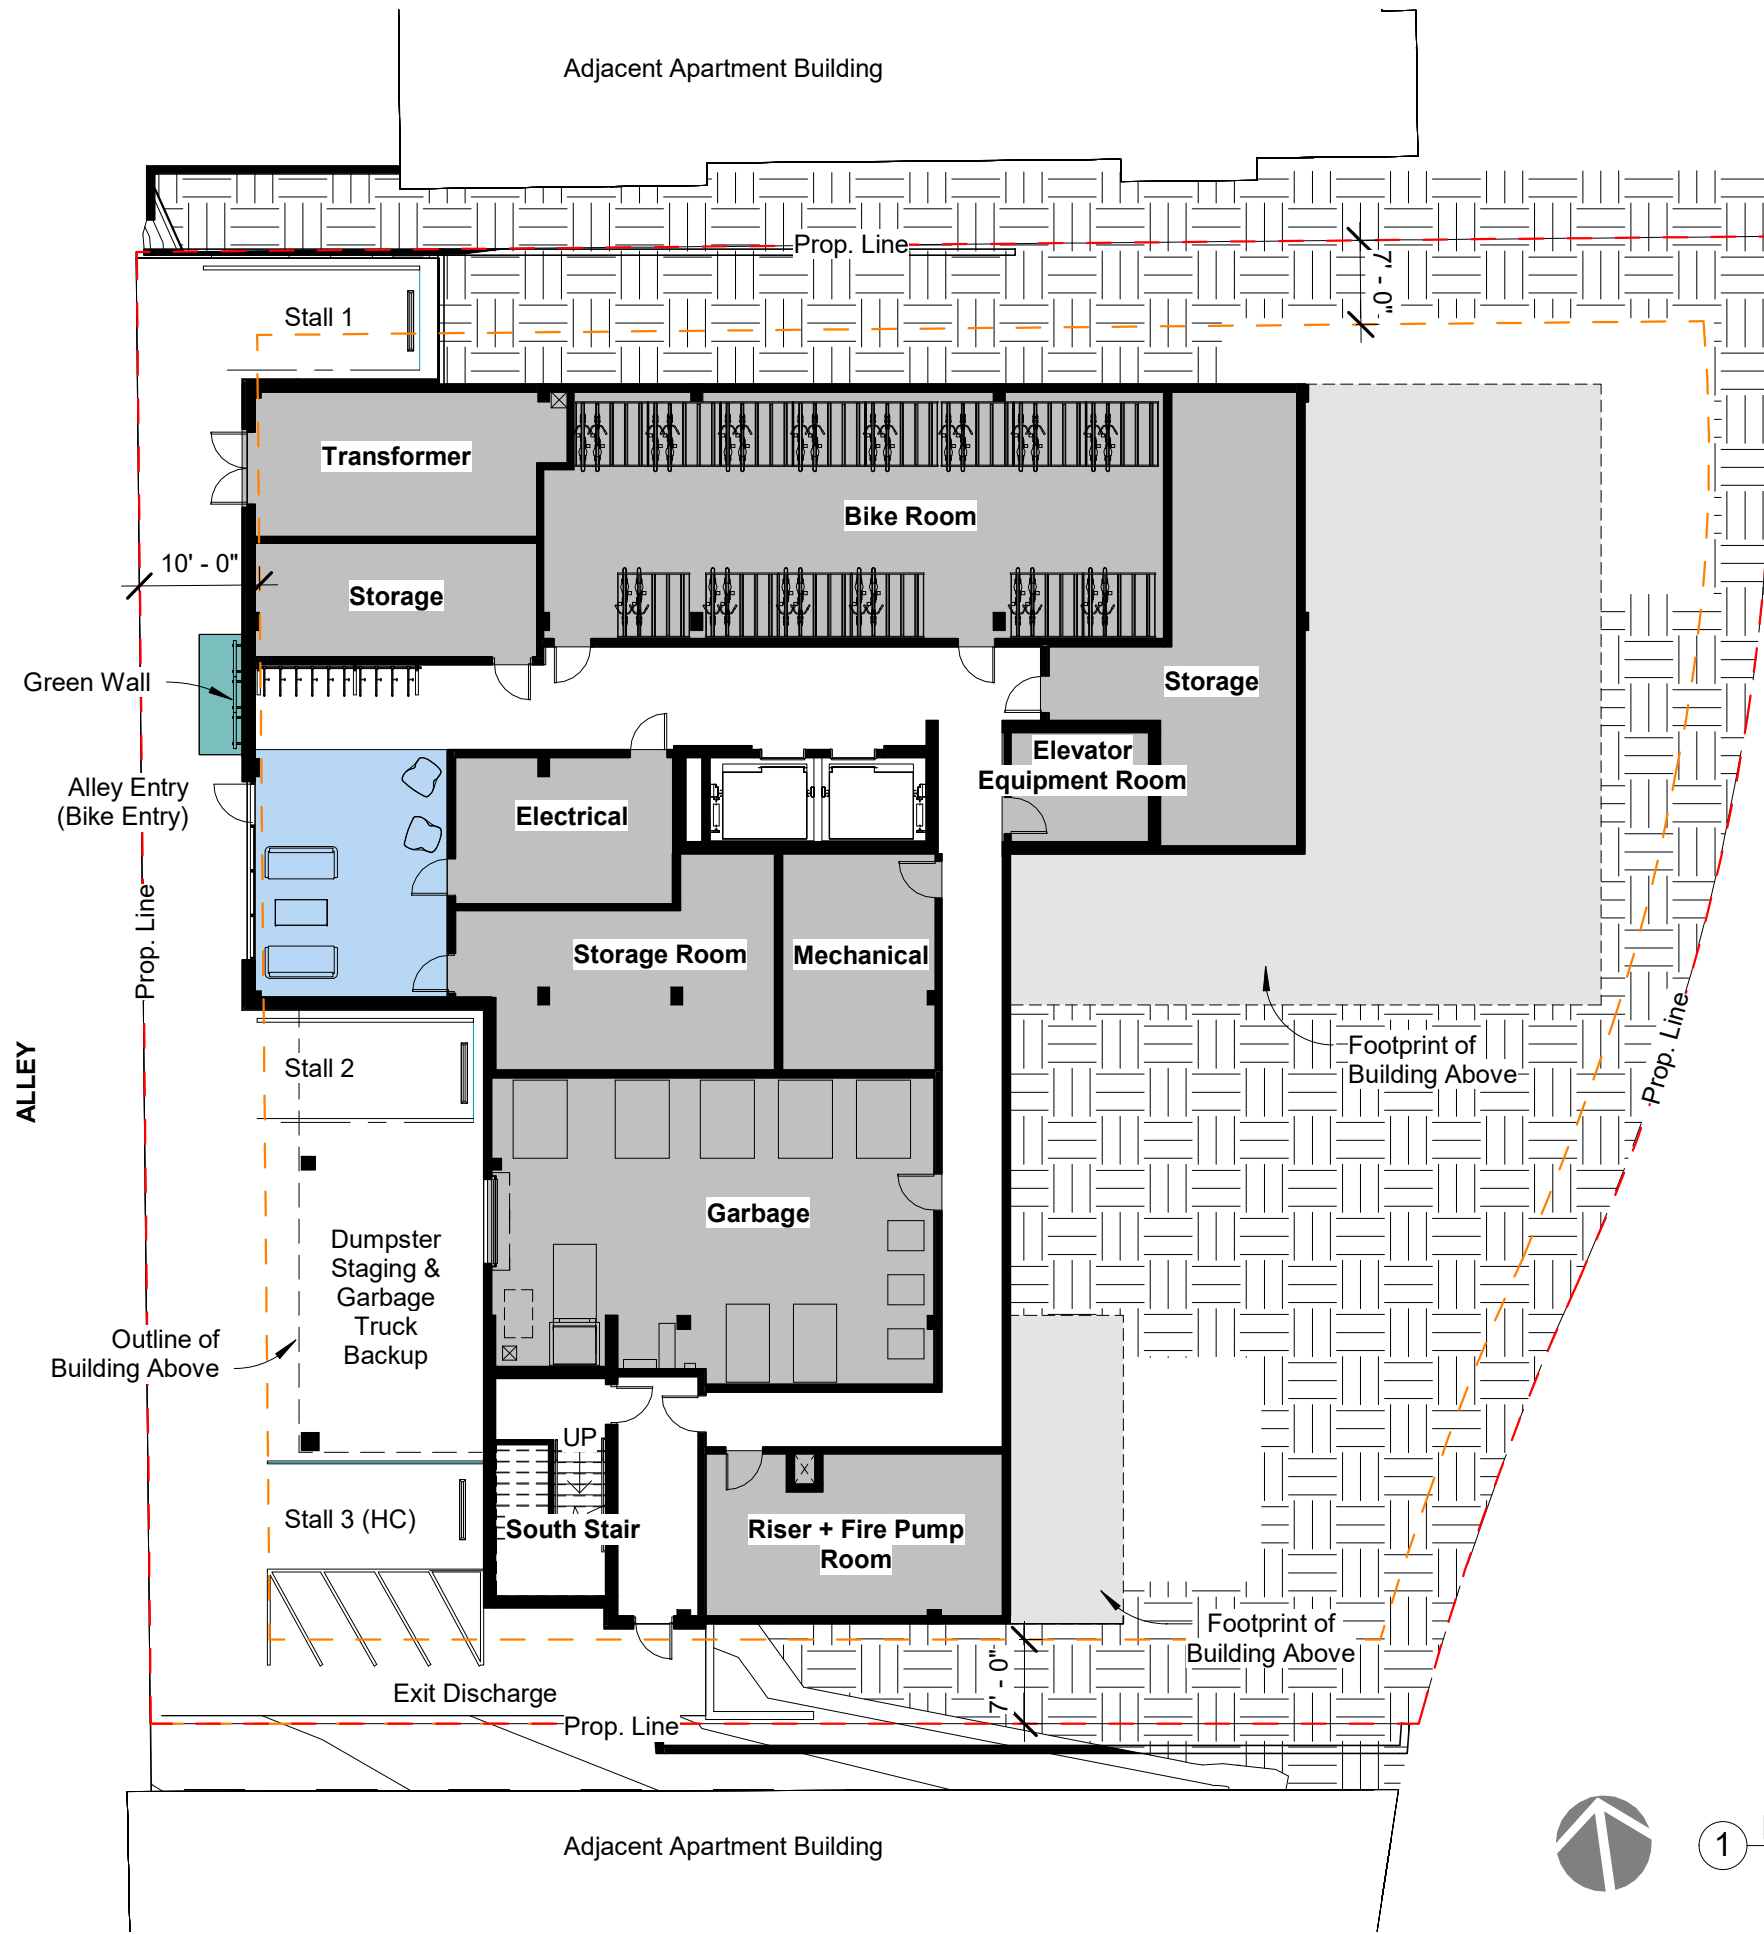 Adjacent Apartment Building
Prop. Line
7' - 0"
Stall 1
Transformer
Bike Room
10' - 0"
Storage
Green Wall
Storage
Elevator
Equipment Room
Alley Entry
(Bike Entry)
Electrical
Prop. Line
Storage Room
Mechanical
ALLEY
Stall 2
Footprint of
Building Above
Prop. Line
Garbage
Dumpster
Staging &
Garbage
Truck
Backup
Outline of
Building Above
UP
Stall 3 (HC)
South Stair
Riser + Fire Pump
Room
Footprint of
Building Above
Exit Discharge
7' - 0"
Prop. Line
Adjacent Apartment Building
1